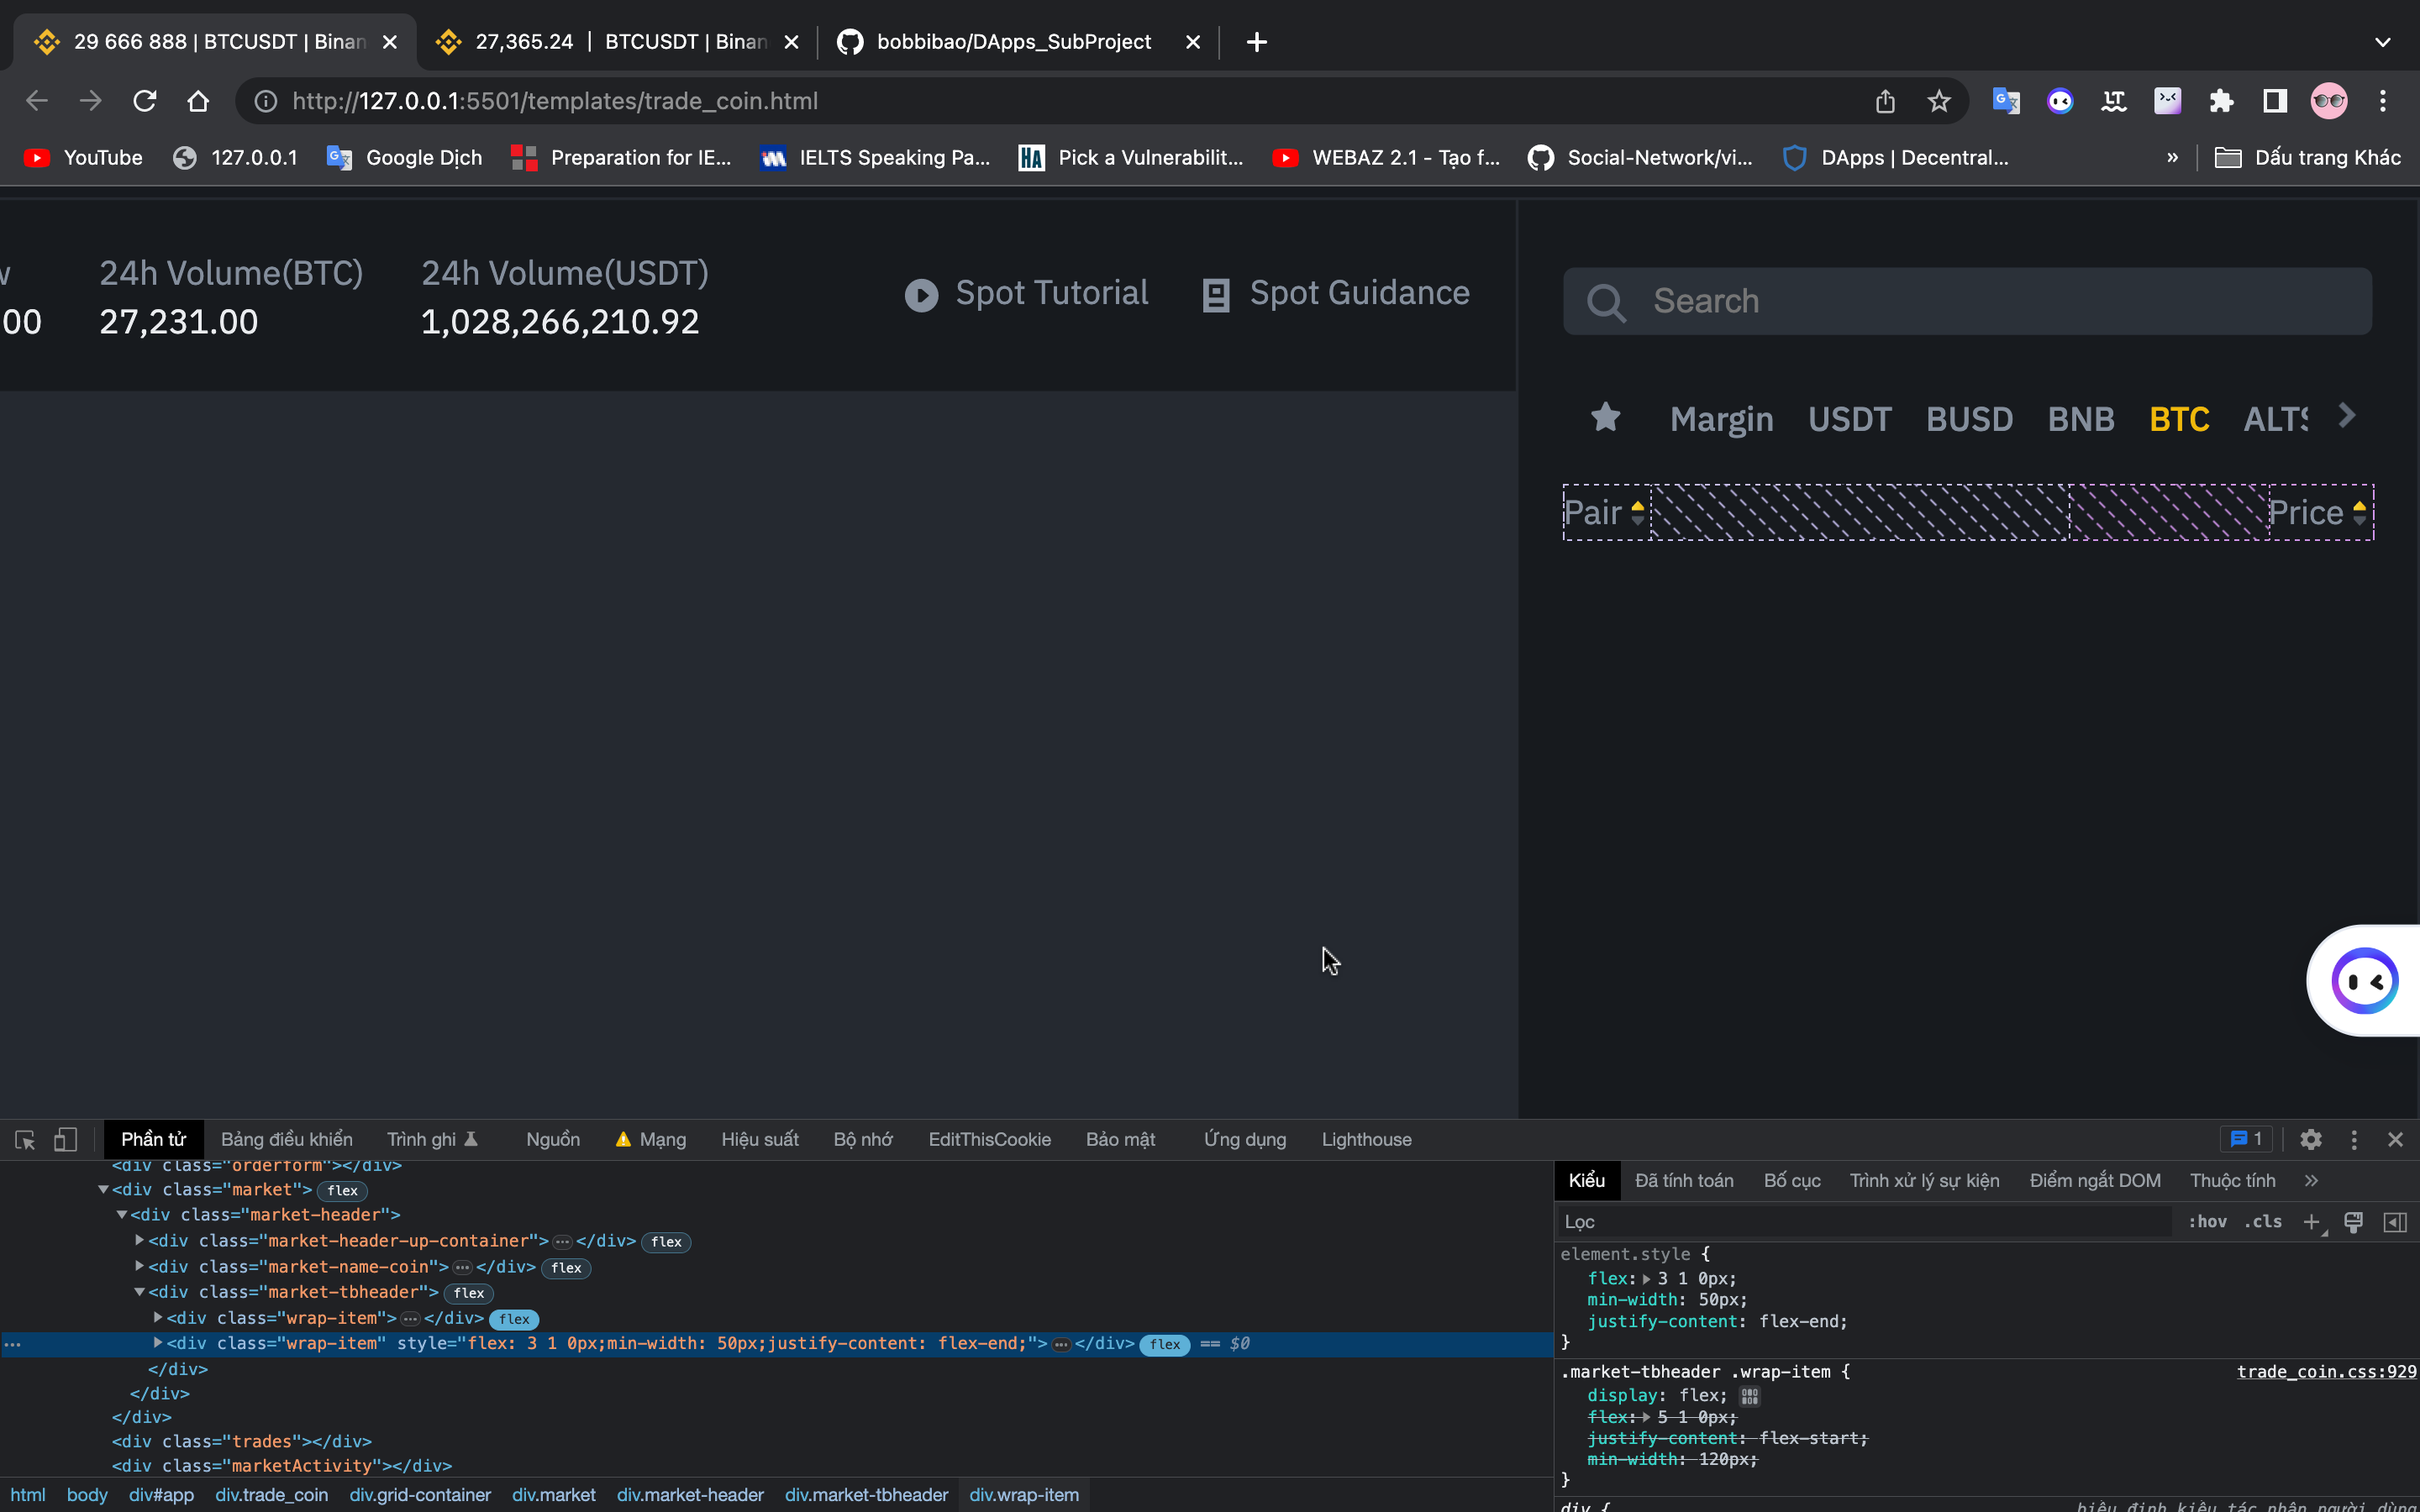 29 666 888 | BTCUSDT | Binan
27,365.24 | BTCUSDT | Binan
bobbibao/DApps_SubProject
http://127.0.0.1:5501/templates/trade_coin.html
YouTube
127.0.0.1
Google Dịch
Preparation for IE...
IELTS Speaking Pa...
Pick a Vulnerabilit...
WEBAZ 2.1 - Tạo f...
Social-Network/vi...
DApps | Decentral...
»
Dấu trang Khác
w 24h Volume(BTC) 24h Volume(USDT)
00 27,231.00 1,028,266,210.92
Spot Tutorial
Spot Guidance
Search
Margin USDT BUSD BNB BTC ALTS
Pair Price
Phần tử Bảng điều khiển Trình ghi Nguồn Mạng Hiệu suất Bộ nhớ EditThisCookie Bảo mật Ứng dụng Lighthouse 1
<div class="orderform"></div>
<div class="market"> flex
<div class="market-header">
<div class="market-header-up-container">…</div> flex
<div class="market-name-coin">…</div> flex
<div class="market-tbheader"> flex
<div class="wrap-item">…</div> flex
… <div class="wrap-item" style="flex: 3 1 0px;min-width: 50px;justify-content: flex-end;">…</div> flex == $0
</div>
</div>
</div>
<div class="trades"></div>
<div class="marketActivity"></div>
html body div#app div.trade_coin div.grid-container div.market div.market-header div.market-tbheader div.wrap-item
Kiểu Đã tính toán Bố cục Trình xử lý sự kiện Điểm ngắt DOM Thuộc tính »
Lọc :hov .cls +
element.style {
flex: 3 1 0px;
min-width: 50px;
justify-content: flex-end;
}
.market-tbheader .wrap-item { trade_coin.css:929
display: flex;
flex: 5 1 0px;
justify-content: flex-start;
min-width: 120px;
}
div { biểu định kiểu tác nhân người dùng